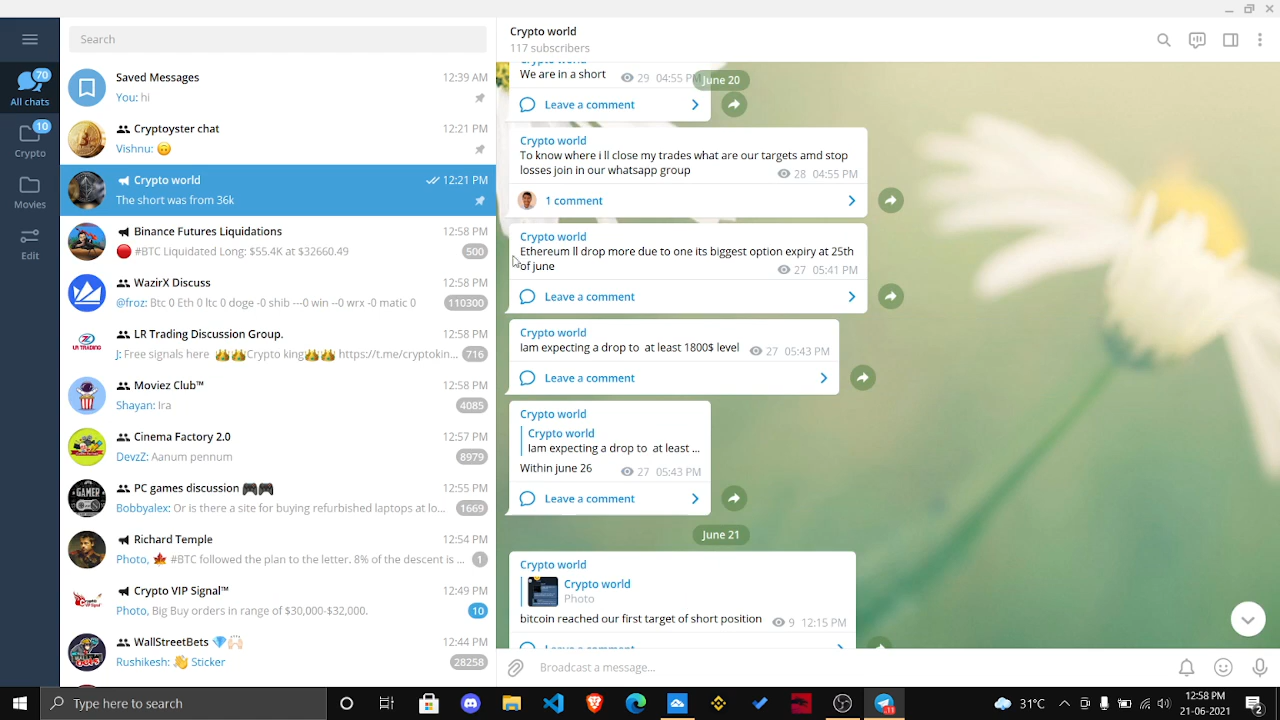 Search
70
All chats
10
Crypto
Movies
Edit
Saved Messages 12:39 AM
You: hi
Cryptoyster chat 12:21 PM
Vishnu: 😉
Crypto world 12:21 PM
The short was from 36k
Binance Futures Liquidations 12:58 PM
🔴 #BTC Liquidated Long: $55.4K at $32660.49 500
WazirX Discuss 12:58 PM
@froz: Btc 0 Eth 0 ltc 0 doge -0 shib ---0 win --0 wrx -0 matic 0 110300
LR Trading Discussion Group. 12:58 PM
J: Free signals here 👑👑Crypto king👑👑 https://t.me/cryptokin... 716
Moviez Club™ 12:58 PM
Shayan: Ira 4085
Cinema Factory 2.0 12:57 PM
DevzZ: Aanum pennum 8979
PC games discussion 🎮🎮 12:55 PM
Bobbyalex: Or is there a site for buying refurbished laptops at lo... 1669
Richard Temple 12:54 PM
Photo, 🍁 #BTC followed the plan to the letter. 8% of the descent is ... 1
Crypto VIP Signal™ 12:49 PM
Photo, Big Buy orders in range of $30,000-$32,000. 10
WallStreetBets 💎🙌🏻 12:44 PM
Rushikesh: 👋 Sticker 28258
LR TRADING
GAMER
Crypto world
117 subscribers
Crypto world
We are in a short 29 04:55 PM
June 20
Leave a comment
Crypto world
To know where i ll close my trades what are our targets amd stop
losses join in our whatsapp group 28 04:55 PM
1 comment
Crypto world
Ethereum ll drop more due to one its biggest option expiry at 25th
of june 27 05:41 PM
Leave a comment
Crypto world
Iam expecting a drop to at least 1800$ level 27 05:43 PM
Leave a comment
Crypto world
Crypto world
Iam expecting a drop to at least ...
Within june 26 27 05:43 PM
Leave a comment
June 21
Crypto world
Crypto world
Photo
bitcoin reached our first target of short position 9 12:15 PM
Leave a comment
Broadcast a message...
Type here to search
11
31°C
12:58 PM
21-06-2021
2